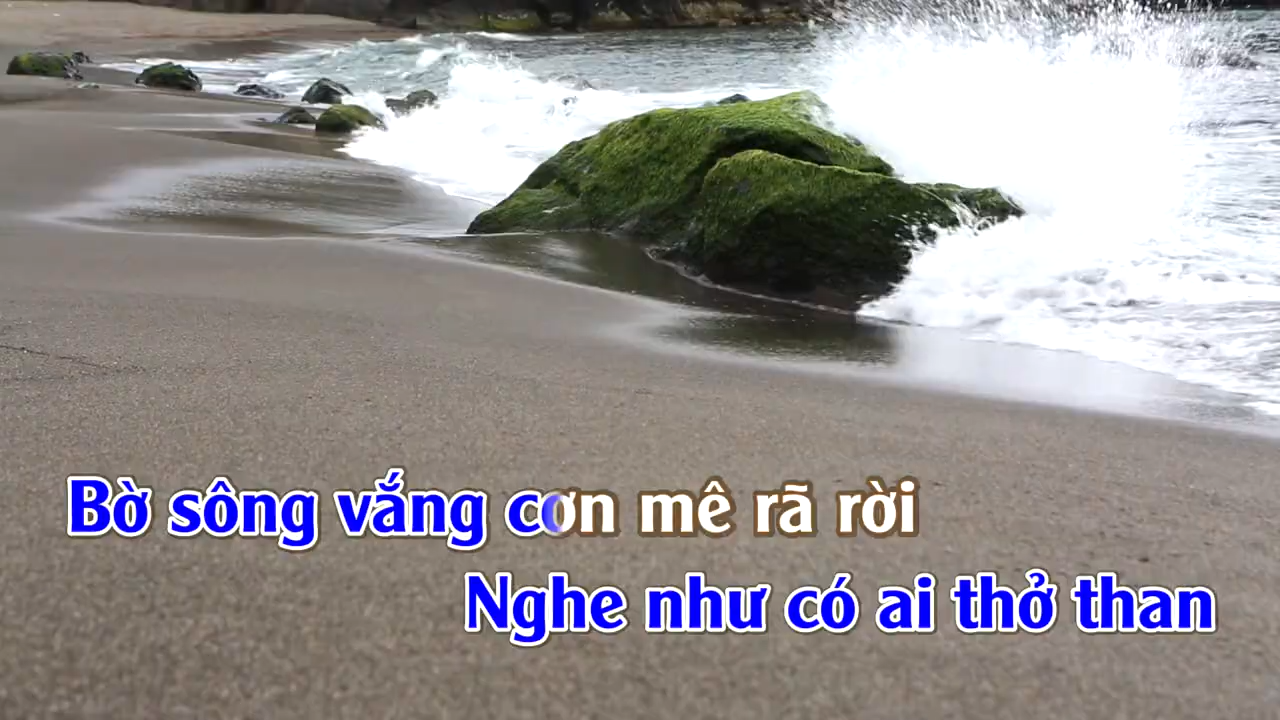 Bờ sông vắng cơn mê rã rời
Nghe như có ai thở than